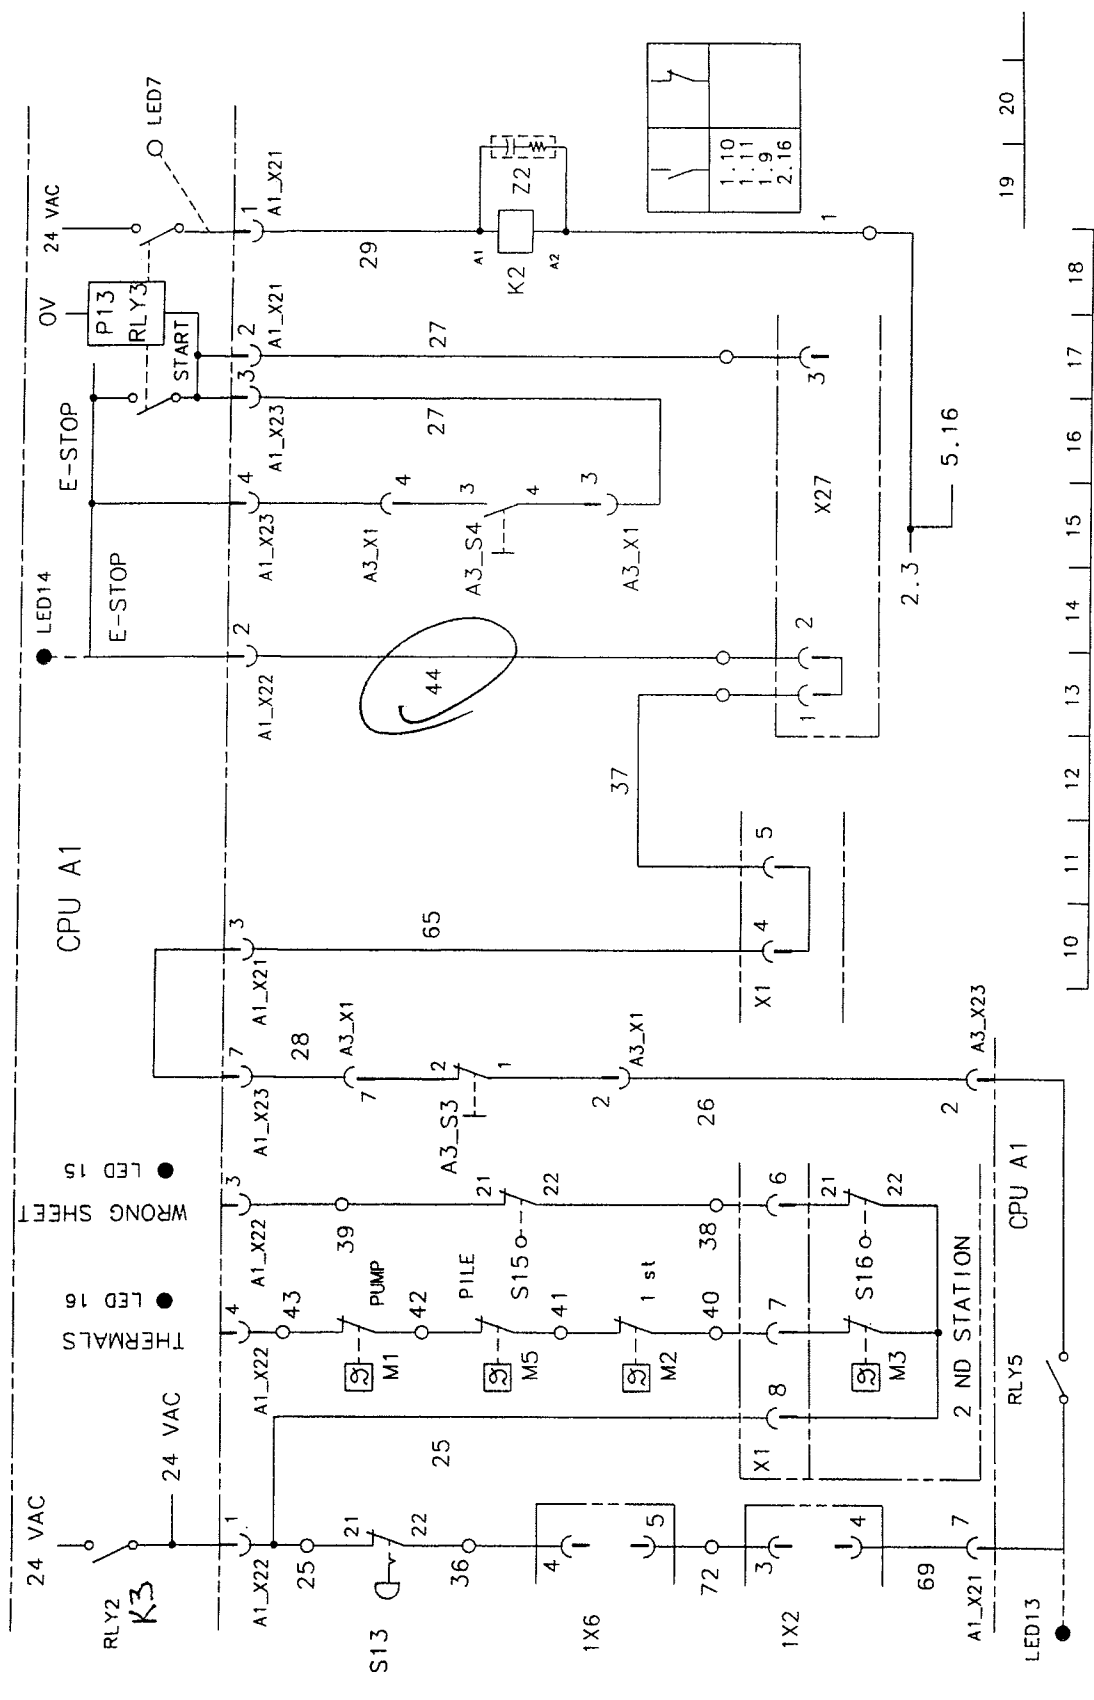 24 VAC
RLY2
K3
24 VAC
THERMALS
LED 16
WRONG SHEET
LED 15
CPU A1
LED14
E-STOP
E-STOP
START
0V
P13
RLY3
24 VAC
LED7
1
A1_X22
4
A1_X22
3
A1_X22
7
A1_X23
3
A1_X21
2
A1_X22
4
A1_X23
3
A1_X23
2
A1_X21
1
A1_X21
25
21
22
S13
36
4
5
1X6
72
3
4
1X2
69
7
A1_X21
LED13
25
8
X1
43
M1
PUMP
42
M5
PILE
41
M2
1 st
40
7
M3
39
21
22
S15
38
6
21
22
S16
2 ND STATION
28
A3_X1
7
2
1
A3_S3
A3_X1
2
26
2
A3_X23
CPU A1
RLY5
65
4
5
X1
37
44
1
2
X27
A3_X1
4
3
4
A3_S4
3
A3_X1
27
27
3
29
A1
A2
K2
Z2
1
2.3
5.16
1.10
1.11
1.9
2.16
10 11 12 13 14 15 16 17 18 19 20